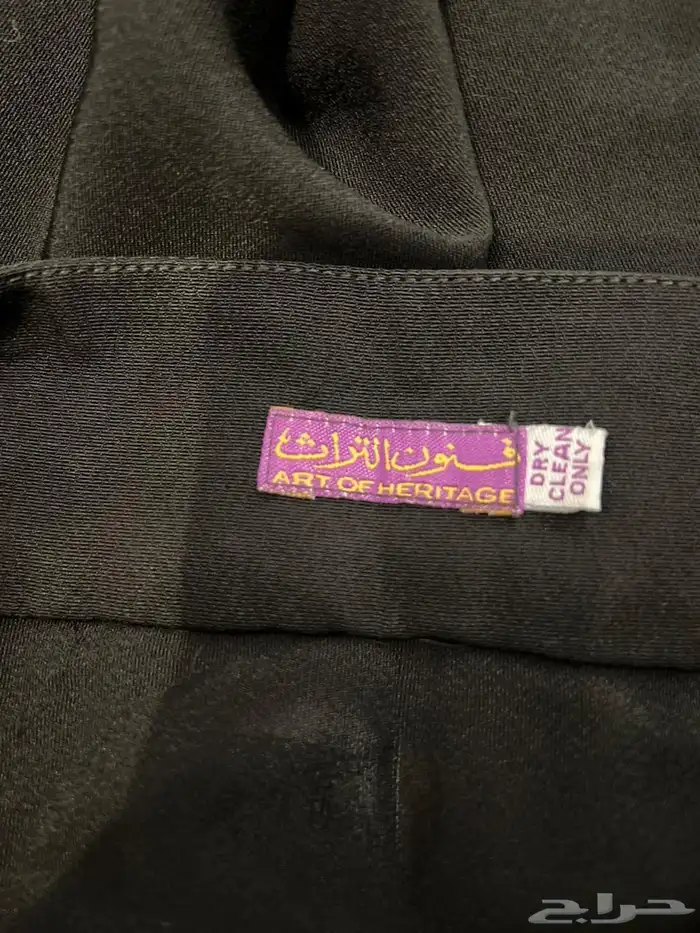 فنون التراث
ART OF HERITAGE
DRY
CLEAN
ONLY
حراج